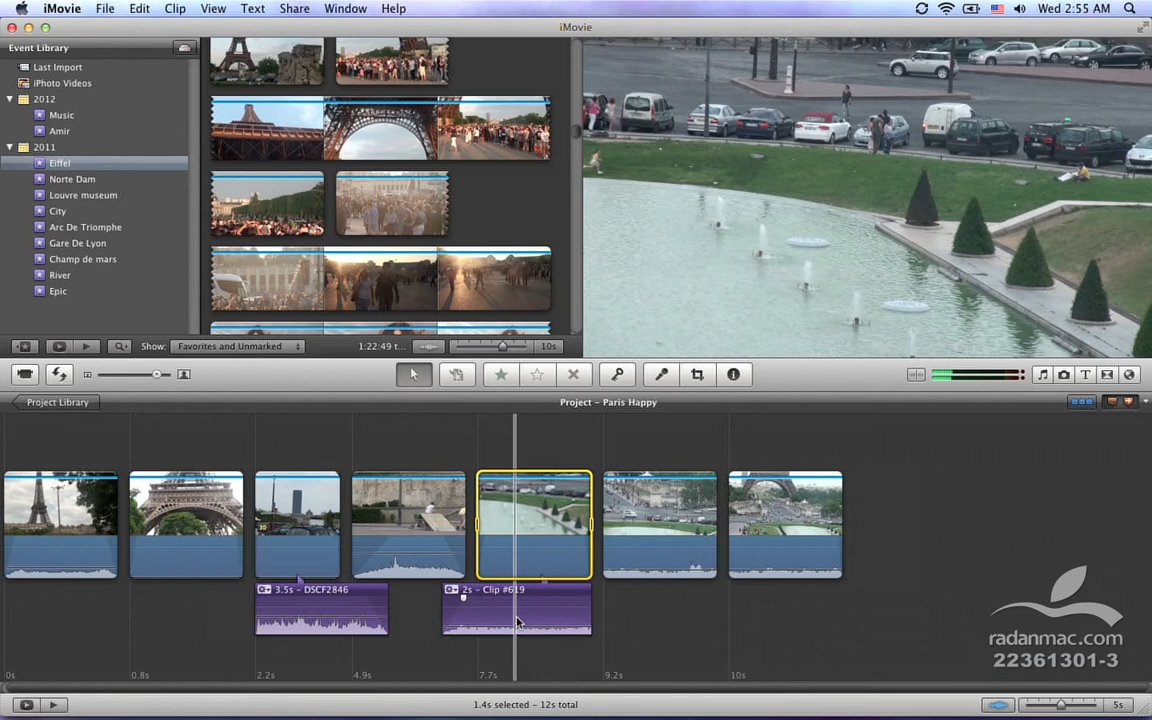 iMovie File Edit Clip View Text Share Window Help Wed 2:55 AM
iMovie
Event Library
Last Import
iPhoto Videos
2012
Music
Amir
2011
Eiffel
Norte Dam
Louvre museum
City
Arc De Triomphe
Gare De Lyon
Champ de mars
River
Epic
Show: Favorites and Unmarked 1:22:49 t... 10s
Project Library Project – Paris Happy
3.5s – DSCF2846 2s – Clip #619
radanmac.com
22361301-3
0s 0.8s 2.2s 4.9s 7.7s 9.2s 10s
1.4s selected – 12s total 5s